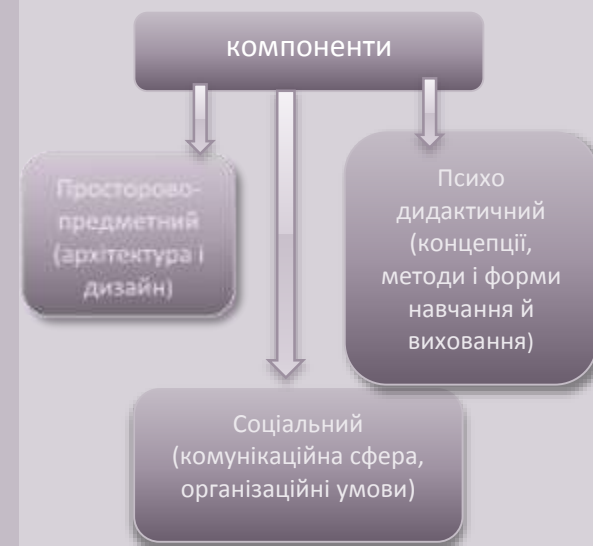 компоненти
Просторово-
предметний
(архітектура і
дизайн)
Психо
дидактичний
(концепції,
методи і форми
навчання й
виховання)
Соціальний
(комунікаційна сфера,
організаційні умови)